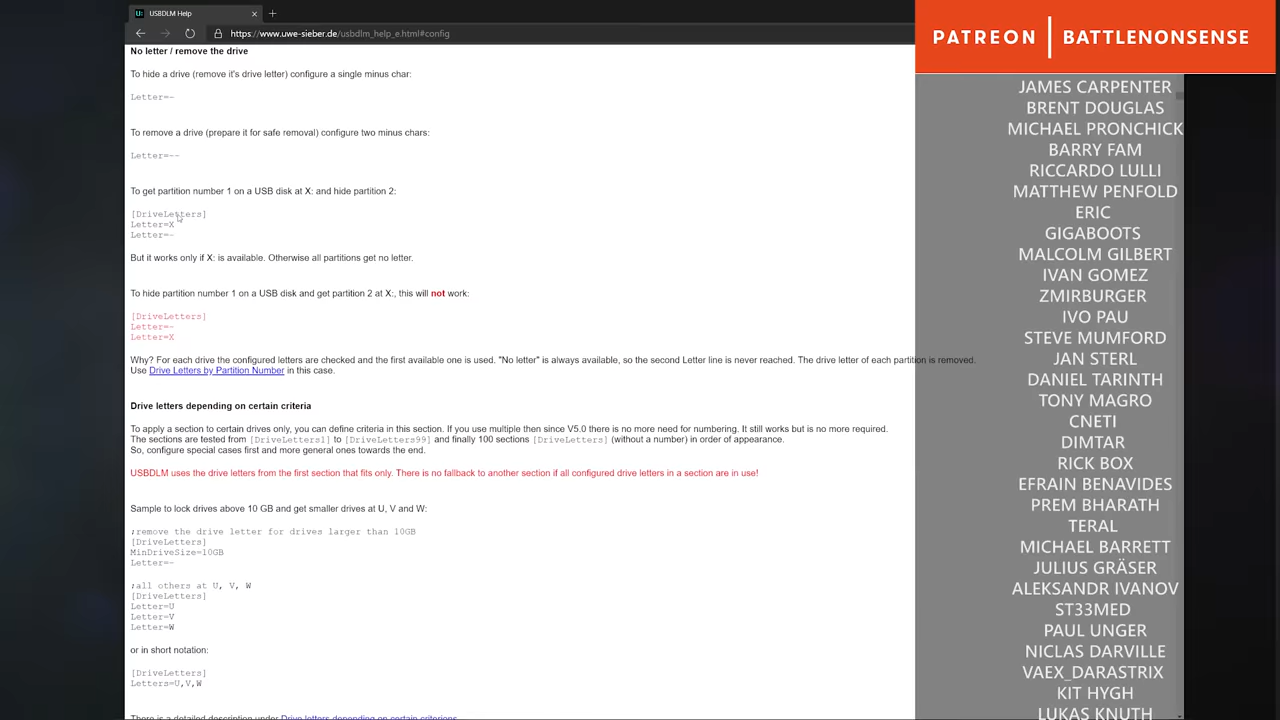 USBDLM Help
https://www.uwe-sieber.de/usbdlm_help_e.html#config
No letter / remove the drive
To hide a drive (remove it's drive letter) configure a single minus char:
Letter=-
To remove a drive (prepare it for safe removal) configure two minus chars:
Letter=--
To get partition number 1 on a USB disk at X: and hide partition 2:
[DriveLetters]
Letter=X
Letter=-
But it works only if X: is available. Otherwise all partitions get no letter.
To hide partition number 1 on a USB disk and get partition 2 at X:, this will not work:
[DriveLetters]
Letter=-
Letter=X
Why? For each drive the configured letters are checked and the first available one is used. "No letter" is always available, so the second Letter line is never reached. The drive letter of each partition is removed.
Use Drive Letters by Partition Number in this case.
Drive letters depending on certain criteria
To apply a section to certain drives only, you can define criteria in this section. If you use multiple then since V5.0 there is no more need for numbering. It still works but is no more required.
The sections are tested from [DriveLetters1] to [DriveLetters99] and finally 100 sections [DriveLetters] (without a number) in order of appearance.
So, configure special cases first and more general ones towards the end.
USBDLM uses the drive letters from the first section that fits only. There is no fallback to another section if all configured drive letters in a section are in use!
Sample to lock drives above 10 GB and get smaller drives at U, V and W:
;remove the drive letter for drives larger than 10GB
[DriveLetters]
MinDriveSize=10GB
Letter=-
;all others at U, V, W
[DriveLetters]
Letter=U
Letter=V
Letter=W
or in short notation:
[DriveLetters]
Letters=U,V,W
There is a detailed description under Drive letters depending on certain criterions
PATREON | BATTLENONSENSE
JAMES CARPENTER
BRENT DOUGLAS
MICHAEL PRONCHICK
BARRY FAM
RICCARDO LULLI
MATTHEW PENFOLD
ERIC
GIGABOOTS
MALCOLM GILBERT
IVAN GOMEZ
ZMIRBURGER
IVO PAU
STEVE MUMFORD
JAN STERL
DANIEL TARINTH
TONY MAGRO
CNETI
DIMTAR
RICK BOX
EFRAIN BENAVIDES
PREM BHARATH
TERAL
MICHAEL BARRETT
JULIUS GRÄSER
ALEKSANDR IVANOV
ST33MED
PAUL UNGER
NICLAS DARVILLE
VAEX_DARASTRIX
KIT HYGH
LUKAS KNUTH